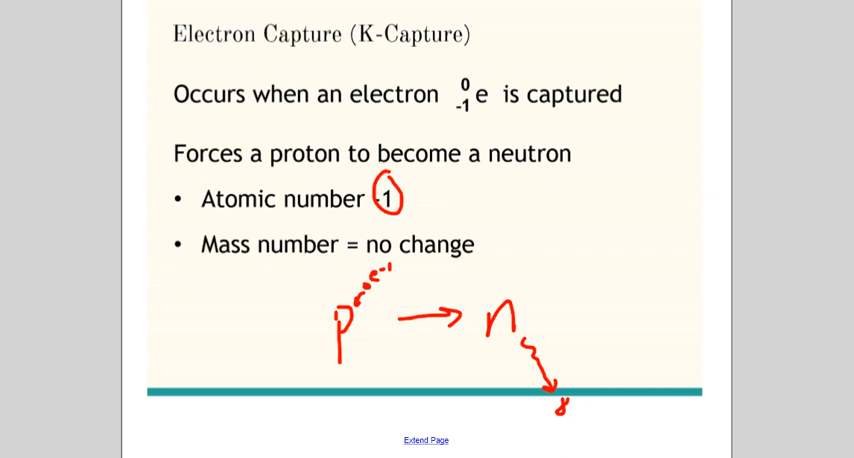 Electron Capture (K-Capture)
Occurs when an electron ⁰₋₁e is captured
Forces a proton to become a neutron
• Atomic number -1
• Mass number = no change
e-1
p → n
γ
Extend Page